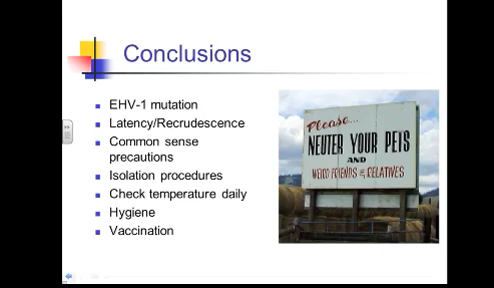 Conclusions
EHV-1 mutation
Latency/Recrudescence
Common sense
precautions
Isolation procedures
Check temperature daily
Hygiene
Vaccination
Please...
NEUTER YOUR PETS
AND
WEIRD FRIENDS & RELATIVES